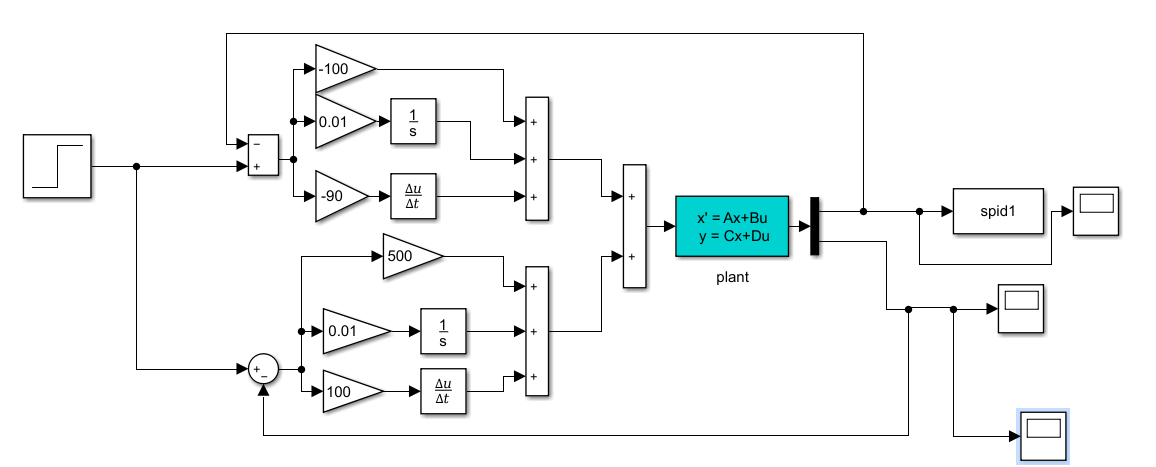 -100
0.01
1
s
-90
Δu
Δt
− 
+
+
+
+
+
+
x' = Ax+Bu
y = Cx+Du
plant
spid1
500
0.01
1
s
100
Δu
Δt
+
−
+
+
+